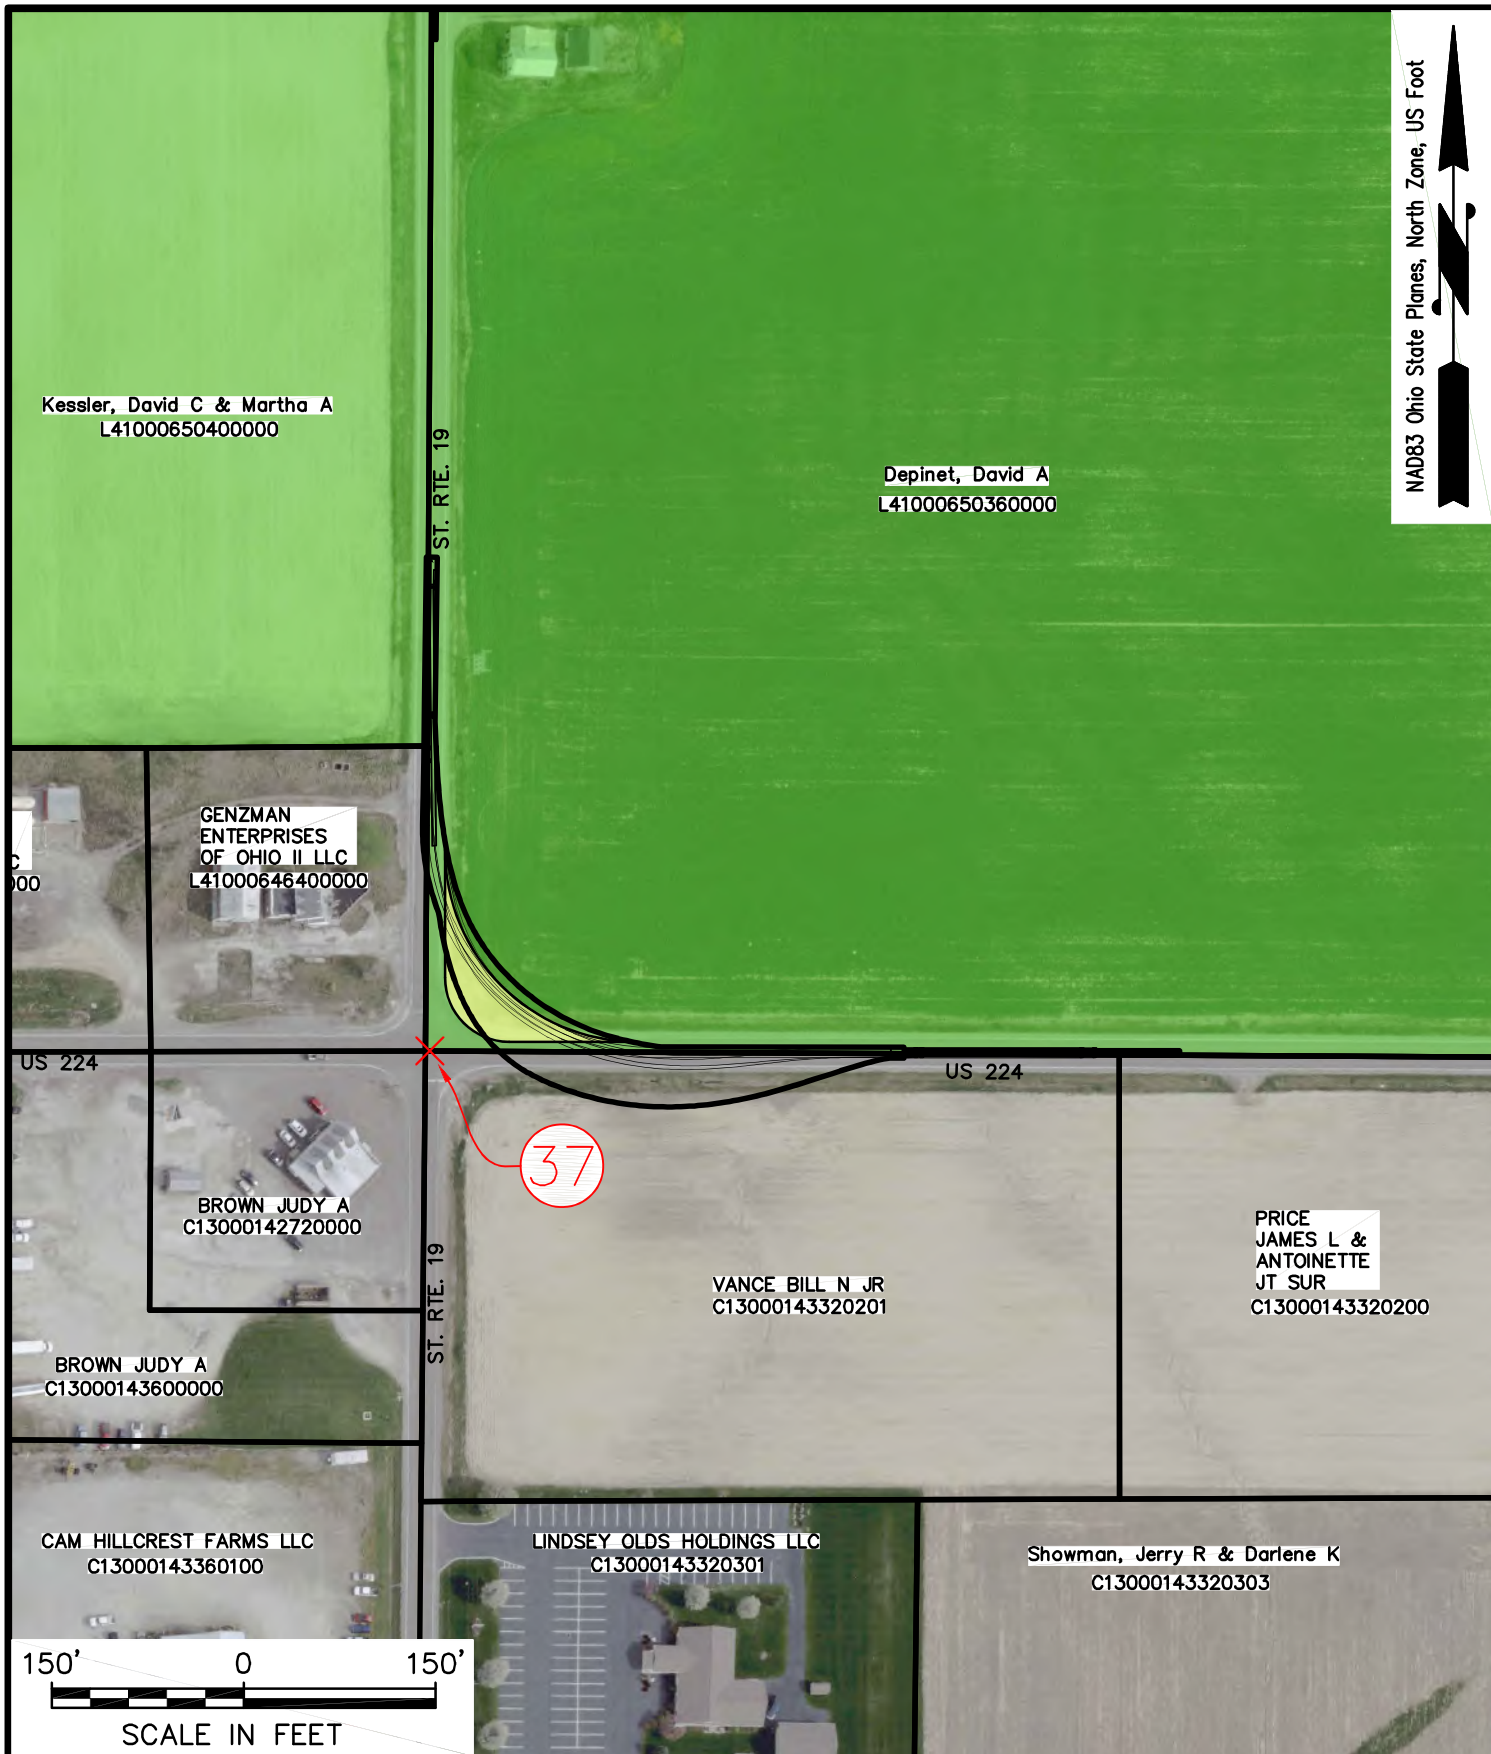 NAD83 Ohio State Planes, North Zone, US Foot
Kessler, David C & Martha A
L41000650400000
ST. RTE. 19
Depinet, David A
L41000650360000
GENZMAN
ENTERPRISES
OF OHIO II LLC
L41000646400000
C
000
US 224
US 224
37
BROWN JUDY A
C13000142720000
ST. RTE. 19
VANCE BILL N JR
C13000143320201
PRICE
JAMES L &
ANTOINETTE
JT SUR
C13000143320200
BROWN JUDY A
C13000143600000
CAM HILLCREST FARMS LLC
C13000143360100
LINDSEY OLDS HOLDINGS LLC
C13000143320301
Showman, Jerry R & Darlene K
C13000143320303
150' 0 150'
SCALE IN FEET